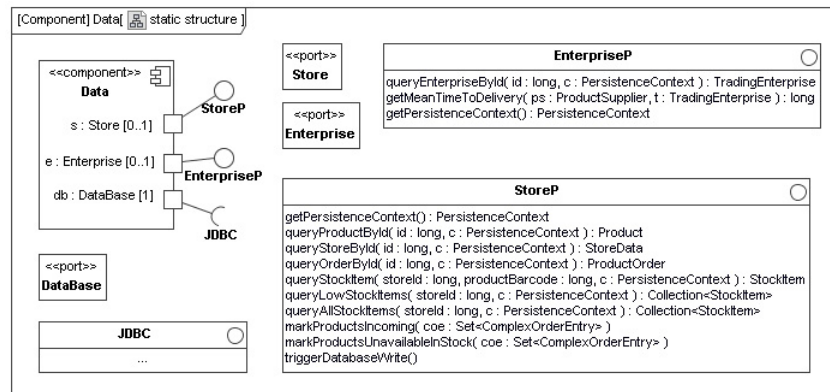 [Component] Data[ static structure ]
<<component>>
Data
s : Store [0..1]
e : Enterprise [0..1]
db : DataBase [1]
StoreP
EnterpriseP
JDBC
<<port>>
Store
<<port>>
Enterprise
EnterpriseP
queryEnterpriseById( id : long, c : PersistenceContext ) : TradingEnterprise
getMeanTimeToDelivery( ps : ProductSupplier, t : TradingEnterprise ) : long
getPersistenceContext() : PersistenceContext
<<port>>
DataBase
JDBC
...
StoreP
getPersistenceContext() : PersistenceContext
queryProductById( id : long, c : PersistenceContext ) : Product
queryStoreById( id : long, c : PersistenceContext ) : StoreData
queryOrderById( id : long, c : PersistenceContext ) : ProductOrder
queryStockItem( storeId : long, productBarcode : long, c : PersistenceContext ) : StockItem
queryLowStockItems( storeId : long, c : PersistenceContext ) : Collection<StockItem>
queryAllStockItems( storeId : long, c : PersistenceContext ) : Collection<StockItem>
markProductsIncoming( coe : Set<ComplexOrderEntry> )
markProductsUnavailableInStock( coe : Set<ComplexOrderEntry> )
triggerDatabaseWrite()